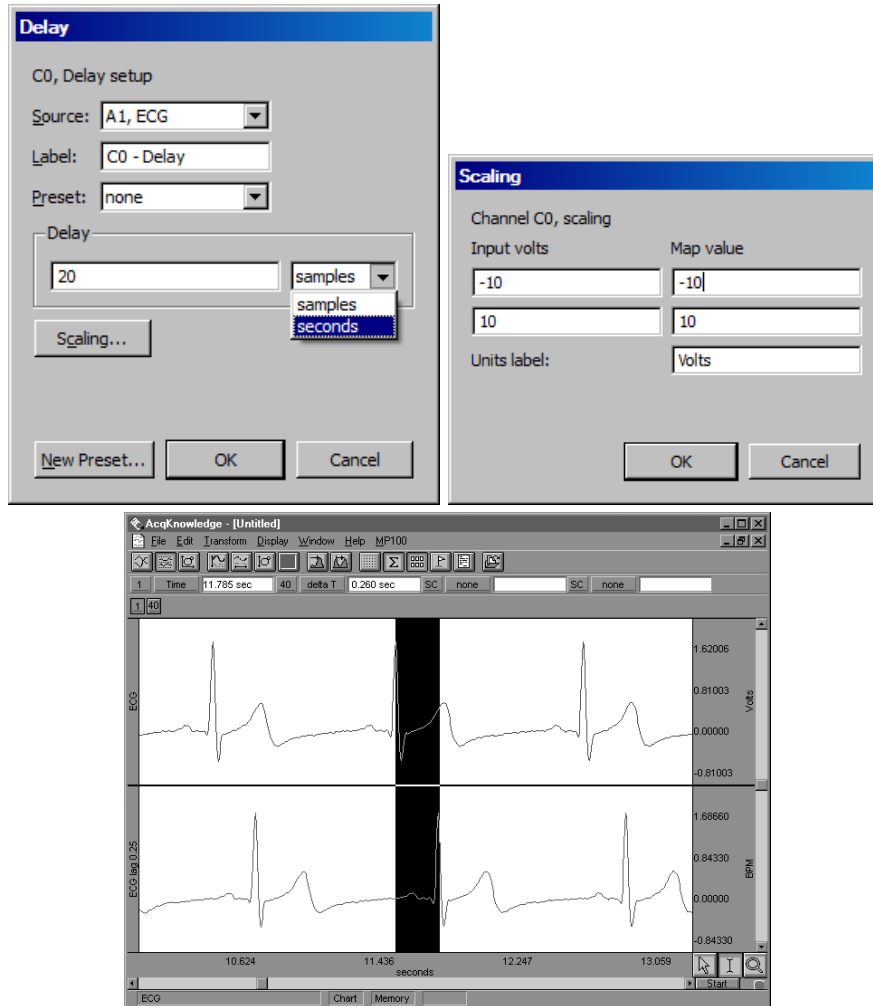 Delay
C0, Delay setup
Source: A1, ECG
Label: C0 - Delay
Preset: none
Delay
20 samples
samples
seconds
Scaling...
New Preset... OK Cancel
Scaling
Channel C0, scaling
Input volts Map value
-10 -10
10 10
Units label: Volts
OK Cancel
AcqKnowledge - [Untitled]
File Edit Transform Display Window Help MP100
1 Time 11.785 sec 40 delta T 0.260 sec SC none SC none
1 40
ECG
1.62006
0.81003
0.00000
-0.81003
Volts
ECG lag 0.25
1.68660
0.84330
0.00000
-0.84330
BPM
10.624 11.436 12.247 13.059
seconds
Start
ECG Chart Memory